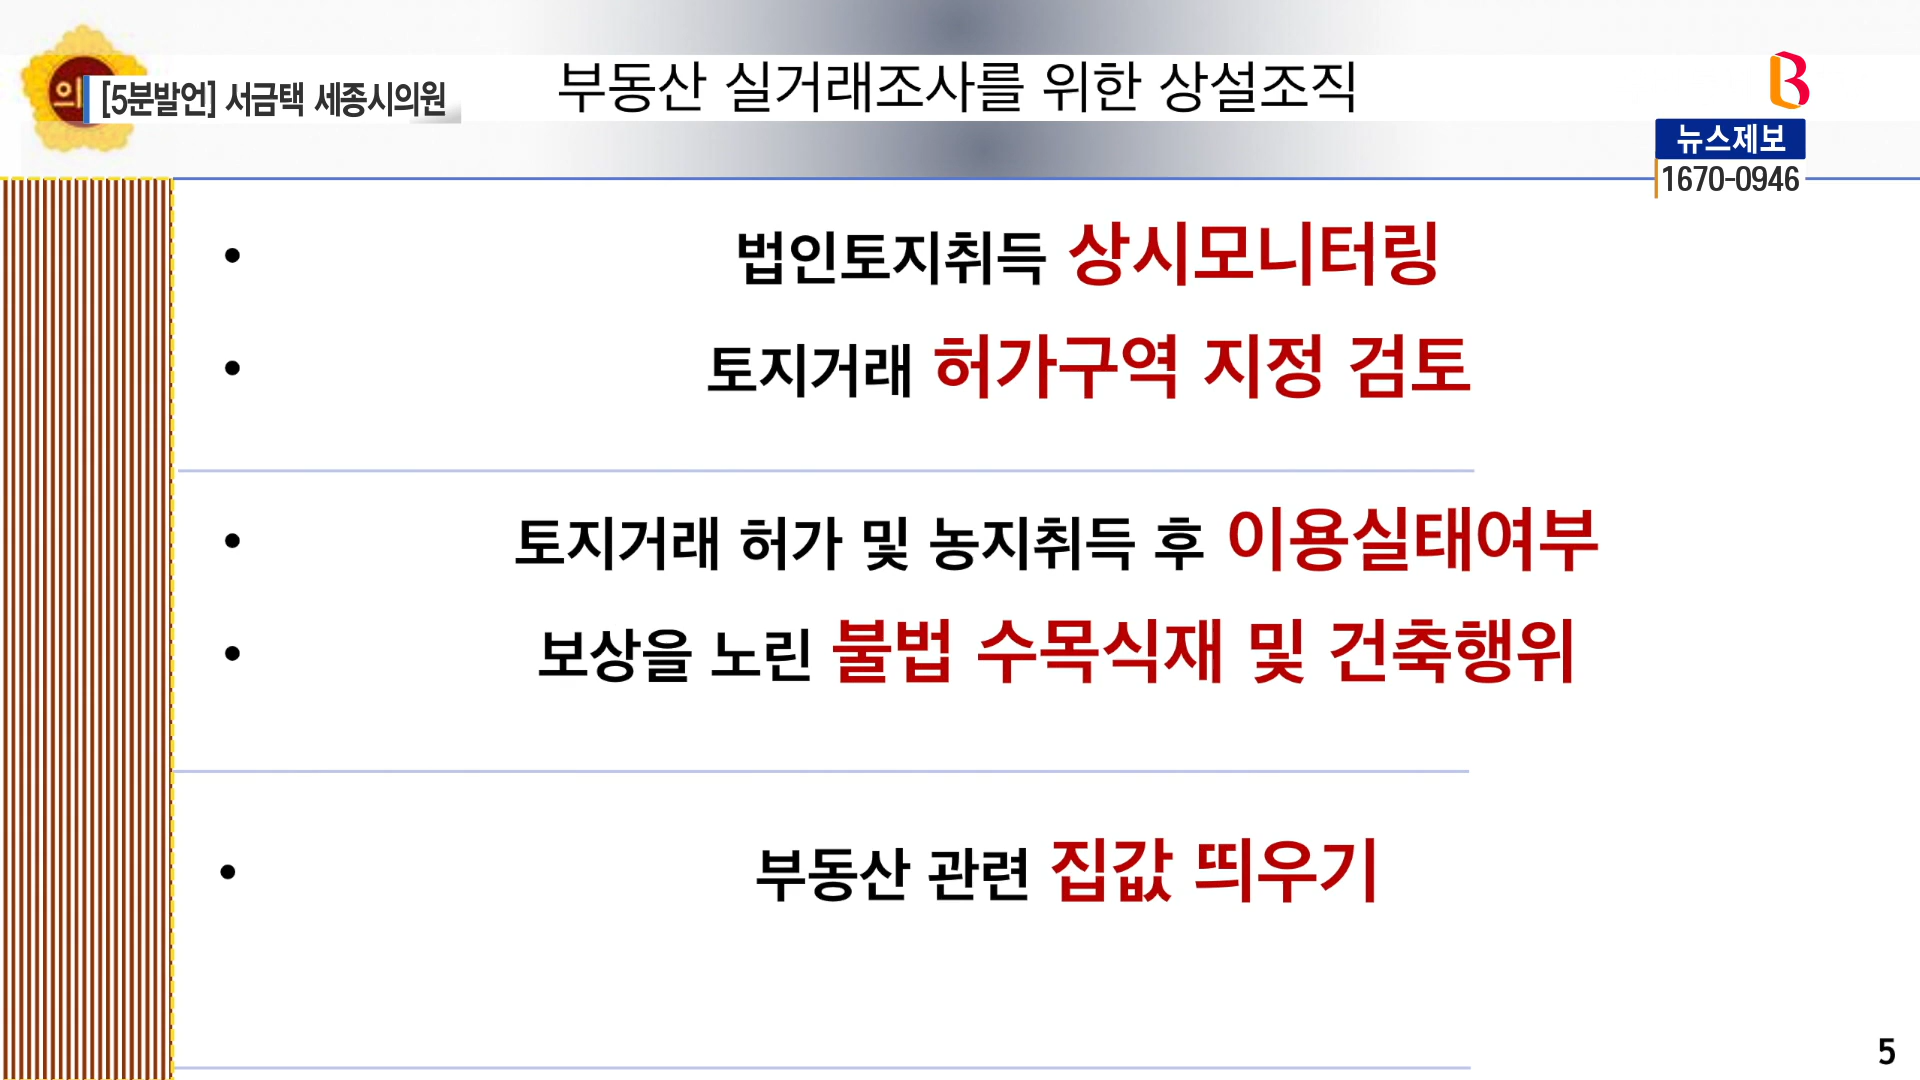 의
[5분발언] 서금택 세종시의원
부동산 실거래조사를 위한 상설조직
B
뉴스제보
1670-0946
• 법인토지취득 상시모니터링
• 토지거래 허가구역 지정 검토
• 토지거래 허가 및 농지취득 후 이용실태여부
• 보상을 노린 불법 수목식재 및 건축행위
• 부동산 관련 집값 띄우기
5